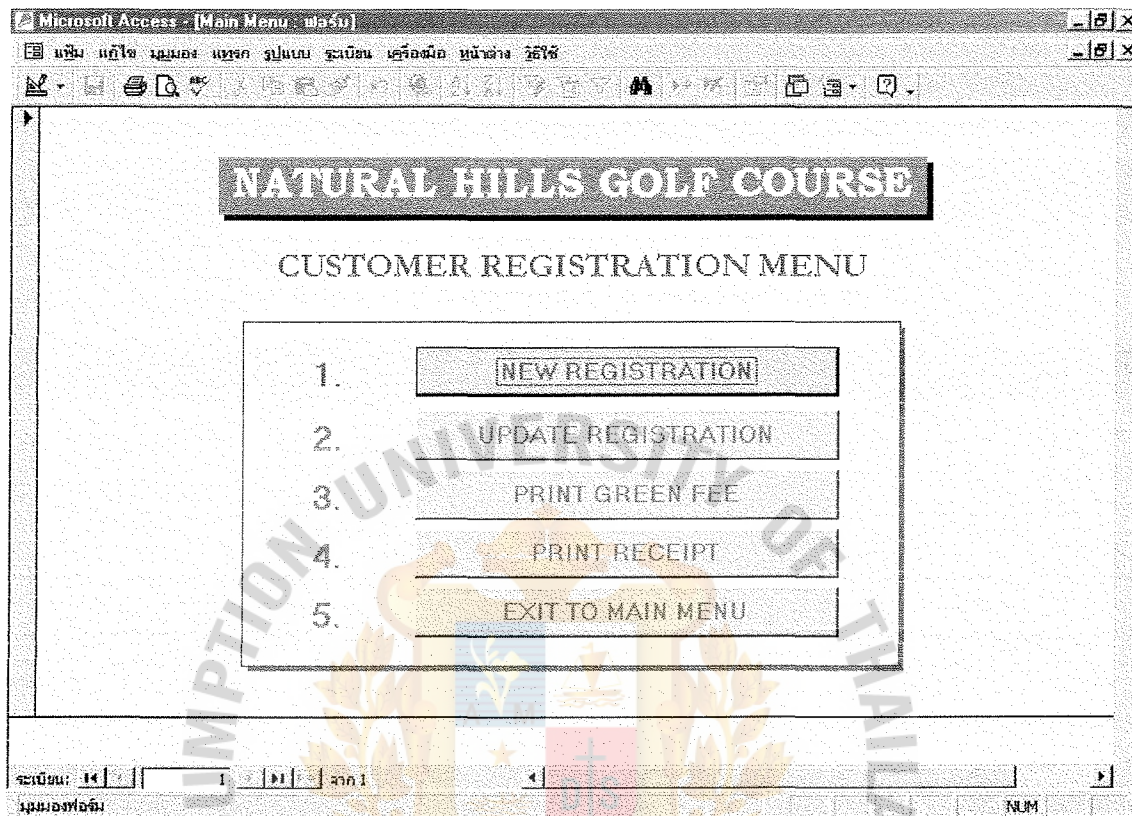 Microsoft Access - [Main Menu : ฟอร์ม]
แฟ้ม แก้ไข มุมมอง แทรก รูปแบบ ระเบียน เครื่องมือ หน้าต่าง วิธีใช้
NATURAL HILLS GOLF COURSE
CUSTOMER REGISTRATION MENU
1. NEW REGISTRATION
2. UPDATE REGISTRATION
3. PRINT GREEN FEE
4. PRINT RECEIPT
5. EXIT TO MAIN MENU
UMPTION UNIVERSITY OF THAILA
A M
D S
ระเบียน: 1 จาก 1
มุมมองฟอร์ม NUM